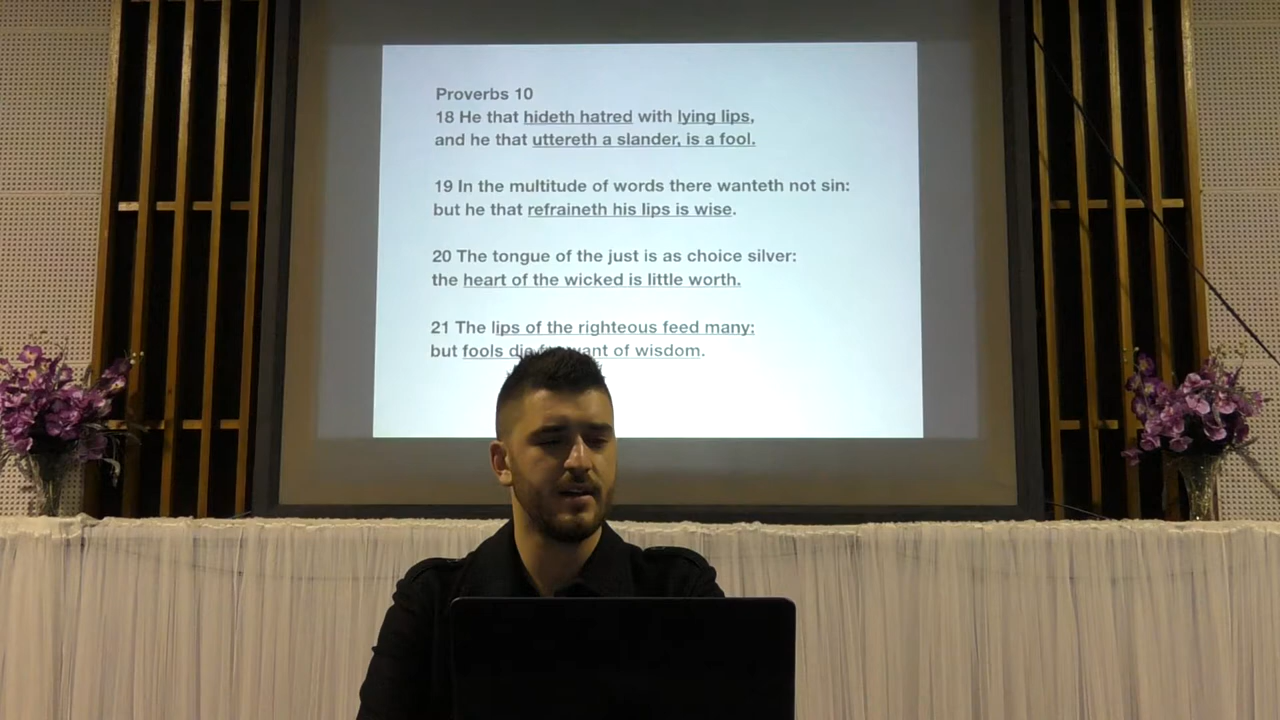 Proverbs 10
18 He that hideth hatred with lying lips,
and he that uttereth a slander, is a fool.
19 In the multitude of words there wanteth not sin:
but he that refraineth his lips is wise.
20 The tongue of the just is as choice silver:
the heart of the wicked is little worth.
21 The lips of the righteous feed many:
but fools die want of wisdom.